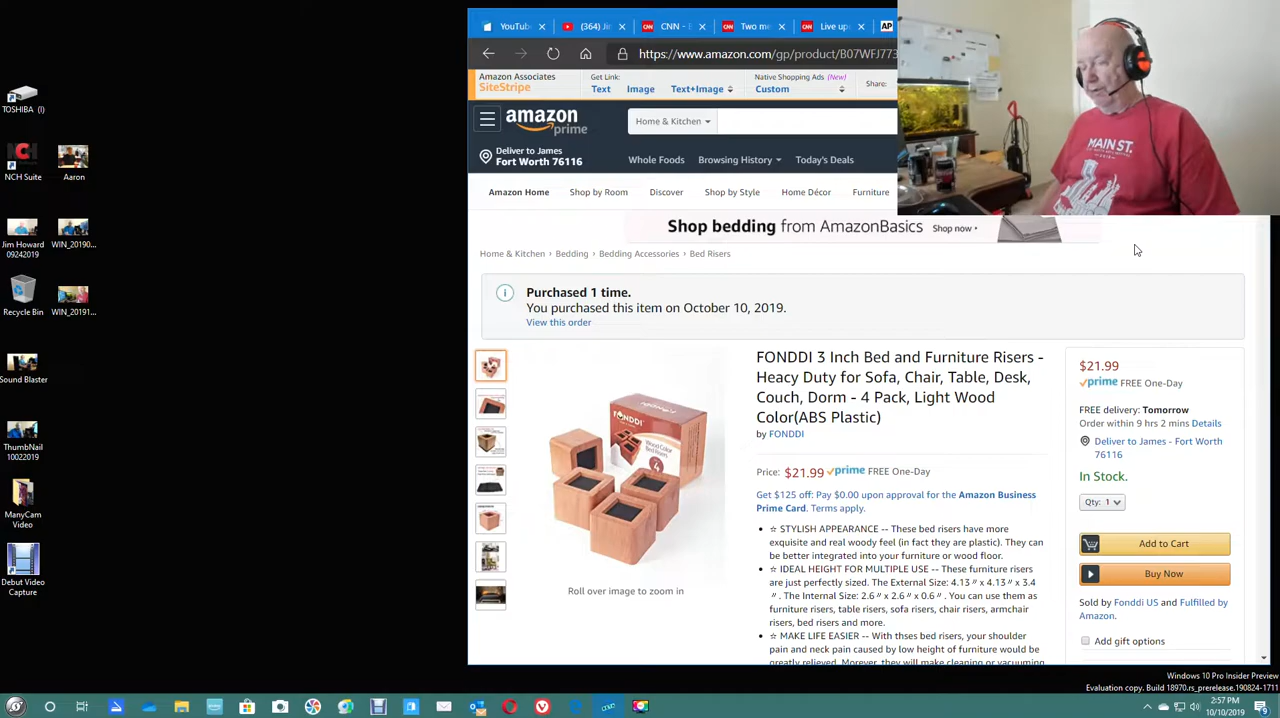 YouTub
(364) Jin
CNN - B
Two me
Live up
AP
https://www.amazon.com/gp/product/B07WFJ773
Amazon Associates
SiteStripe
Get Link:
Text
Image
Text+Image
Native Shopping Ads (New)
Custom
Share:
amazon
prime
Home & Kitchen
Deliver to James
Fort Worth 76116
Whole Foods
Browsing History
Today's Deals
Amazon Home
Shop by Room
Discover
Shop by Style
Home Décor
Furniture
MAIN ST.
Shop bedding from AmazonBasics Shop now ›
Home & Kitchen › Bedding › Bedding Accessories › Bed Risers
Purchased 1 time.
You purchased this item on October 10, 2019.
View this order
FONDDI
Roll over image to zoom in
FONDDI 3 Inch Bed and Furniture Risers -
Heacy Duty for Sofa, Chair, Table, Desk,
Couch, Dorm - 4 Pack, Light Wood
Color(ABS Plastic)
by FONDDI
Price: $21.99 prime FREE One-Day
Get $125 off: Pay $0.00 upon approval for the Amazon Business
Prime Card. Terms apply.
• ☆ STYLISH APPEARANCE -- These bed risers have more
exquisite and real woody feel (in fact they are plastic). They can
be better integrated into your furniture or wood floor.
• ☆ IDEAL HEIGHT FOR MULTIPLE USE -- These furniture risers
are just perfectly sized. The External Size: 4.13〃 x 4.13〃 x 3.4
〃. The Internal Size: 2.6〃 x 2.6〃 x 0.6〃. You can use them as
furniture risers, table risers, sofa risers, chair risers, armchair
risers, bed risers and more.
• ☆ MAKE LIFE EASIER -- With thses bed risers, your shoulder
pain and neck pain caused by low height of furniture would be
greatly relieved. Morever, they will make cleaning or vacuuming
$21.99
prime FREE One-Day
FREE delivery: Tomorrow
Order within 9 hrs 2 mins Details
Deliver to James - Fort Worth
76116
In Stock.
Qty: 1
Add to Cart
Buy Now
Sold by Fonddi US and Fulfilled by
Amazon.
Add gift options
TOSHIBA (I)
NCH Suite
Aaron
Jim Howard
09242019
WIN_20190...
Recycle Bin
WIN_20191...
Sound Blaster
ThumbNail
10022019
ManyCam
Video
Debut Video
Capture
Windows 10 Pro Insider Preview
Evaluation copy. Build 18970.rs_prerelease.190824-1711
2:57 PM
10/10/2019